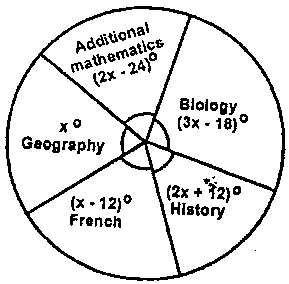 Additional
mathematics
(2x - 24)°
Biology
(3x - 18)°
x°
Geography
(2x + 12)°
History
(x - 12)°
French